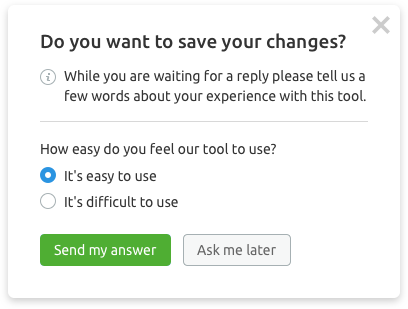 Do you want to save your changes?
While you are waiting for a reply please tell us a
few words about your experience with this tool.
How easy do you feel our tool to use?
It's easy to use
It's difficult to use
Send my answer
Ask me later